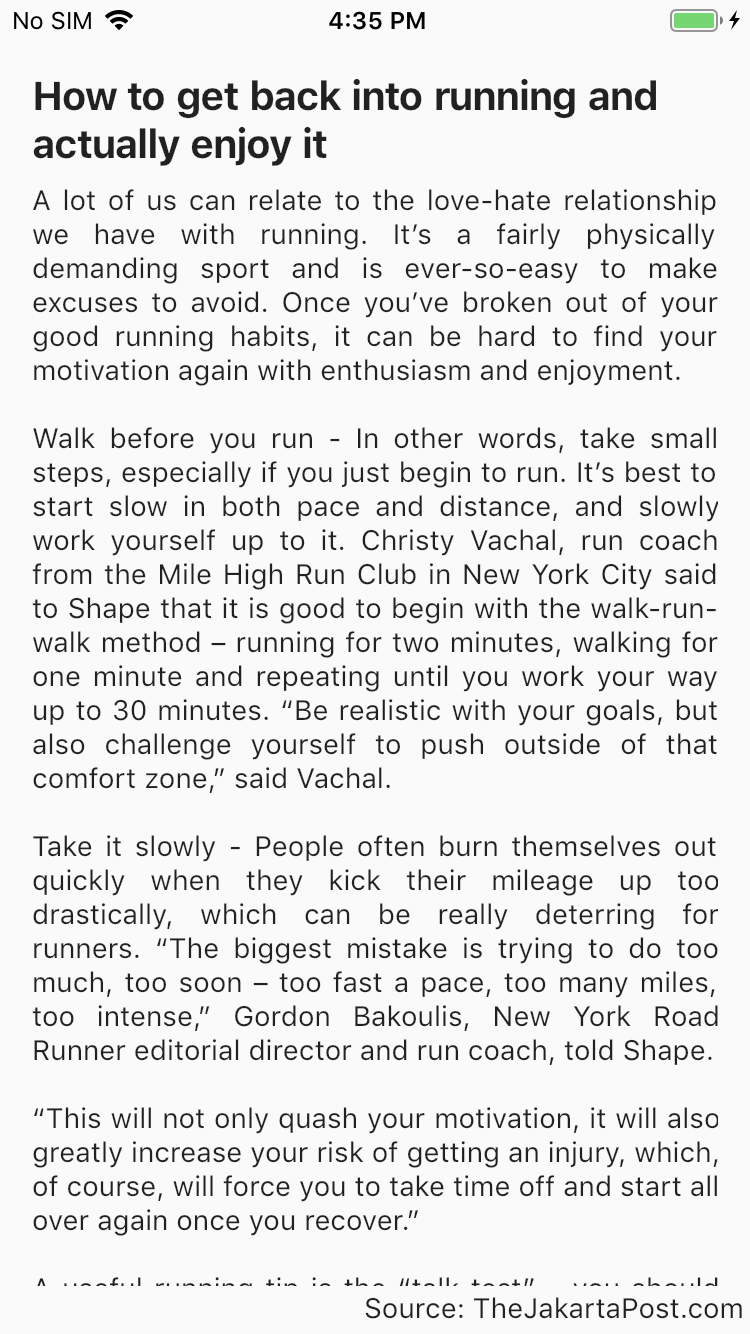 No SIM 4:35 PM
How to get back into running and
actually enjoy it
A lot of us can relate to the love-hate relationship
we have with running. It’s a fairly physically
demanding sport and is ever-so-easy to make
excuses to avoid. Once you’ve broken out of your
good running habits, it can be hard to find your
motivation again with enthusiasm and enjoyment.
Walk before you run - In other words, take small
steps, especially if you just begin to run. It’s best to
start slow in both pace and distance, and slowly
work yourself up to it. Christy Vachal, run coach
from the Mile High Run Club in New York City said
to Shape that it is good to begin with the walk-run-
walk method – running for two minutes, walking for
one minute and repeating until you work your way
up to 30 minutes. “Be realistic with your goals, but
also challenge yourself to push outside of that
comfort zone,” said Vachal.
Take it slowly - People often burn themselves out
quickly when they kick their mileage up too
drastically, which can be really deterring for
runners. “The biggest mistake is trying to do too
much, too soon – too fast a pace, too many miles,
too intense,” Gordon Bakoulis, New York Road
Runner editorial director and run coach, told Shape.
“This will not only quash your motivation, it will also
greatly increase your risk of getting an injury, which,
of course, will force you to take time off and start all
over again once you recover.”
A useful running tip is the “talk test” – you should
Source: TheJakartaPost.com